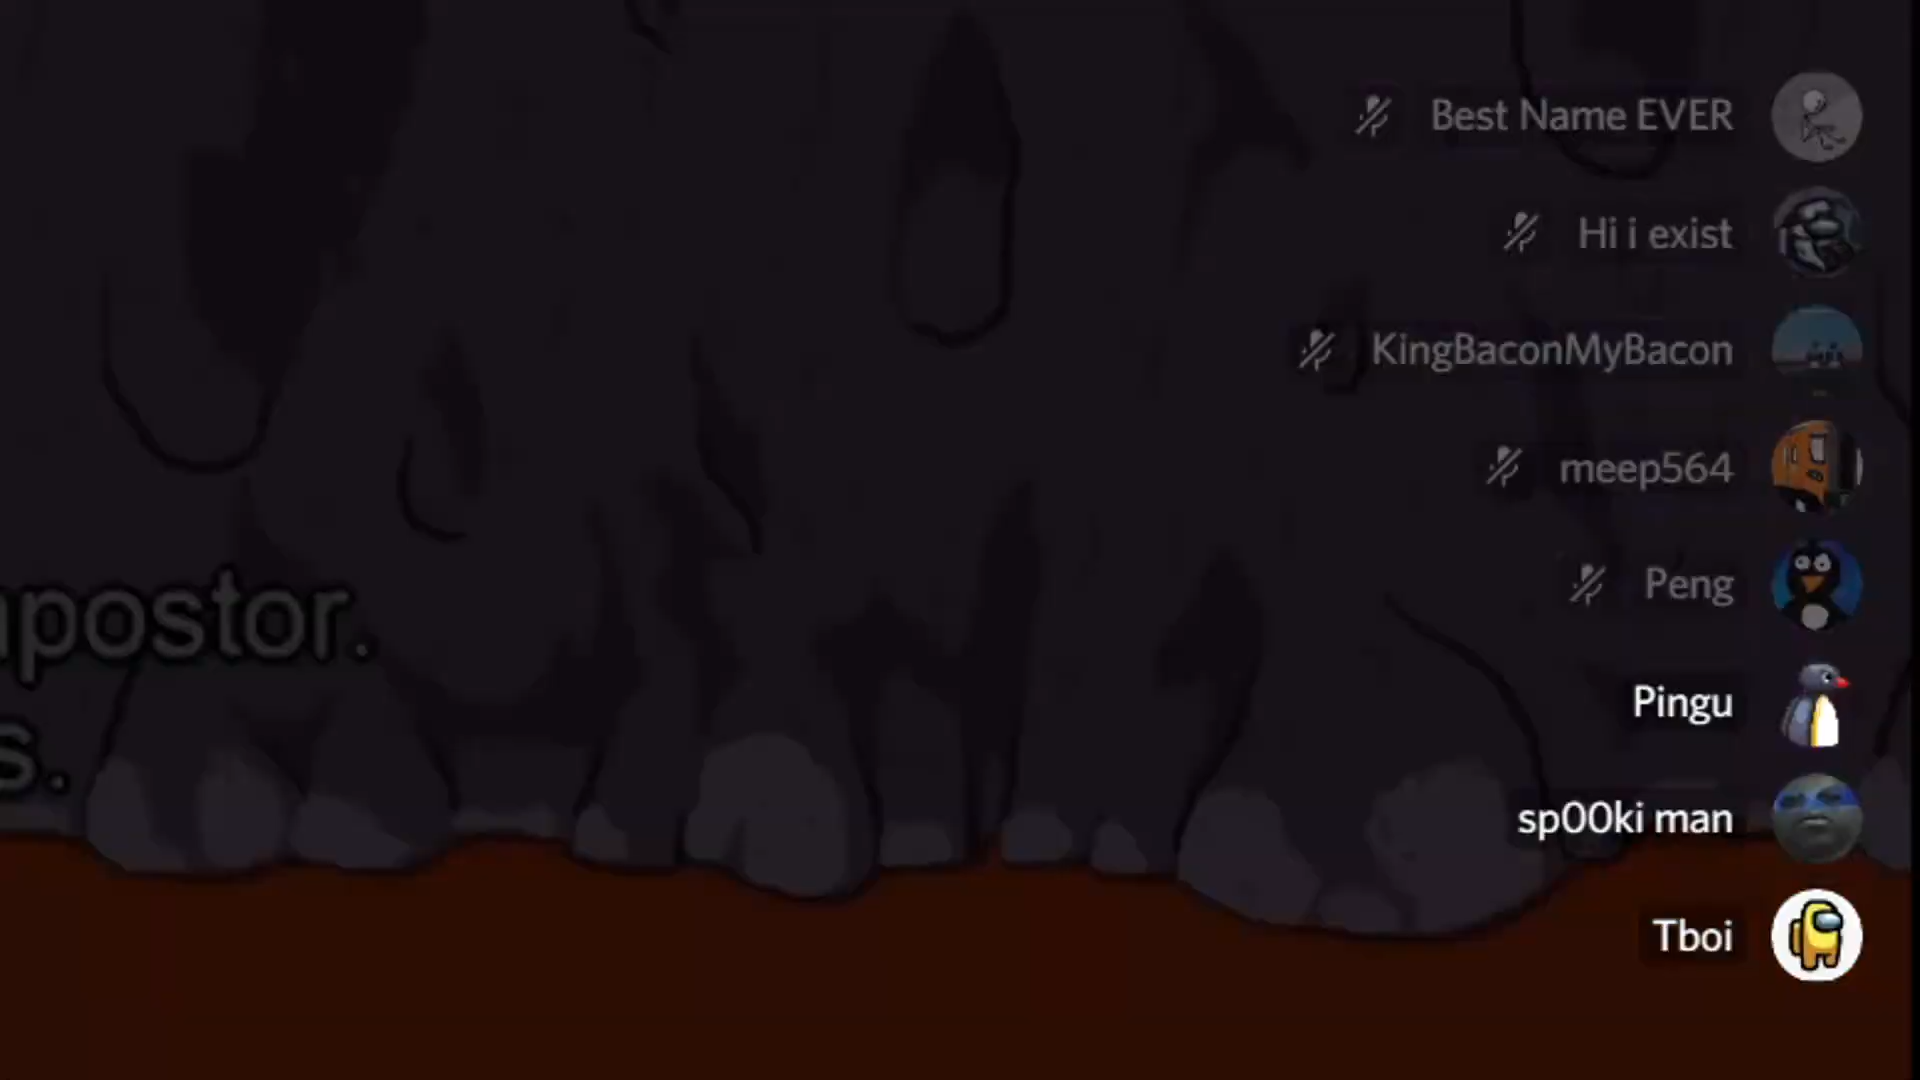 Best Name EVER
Hi i exist
KingBaconMyBacon
meep564
Peng
postor.
s.
Pingu
sp00ki man
Tboi